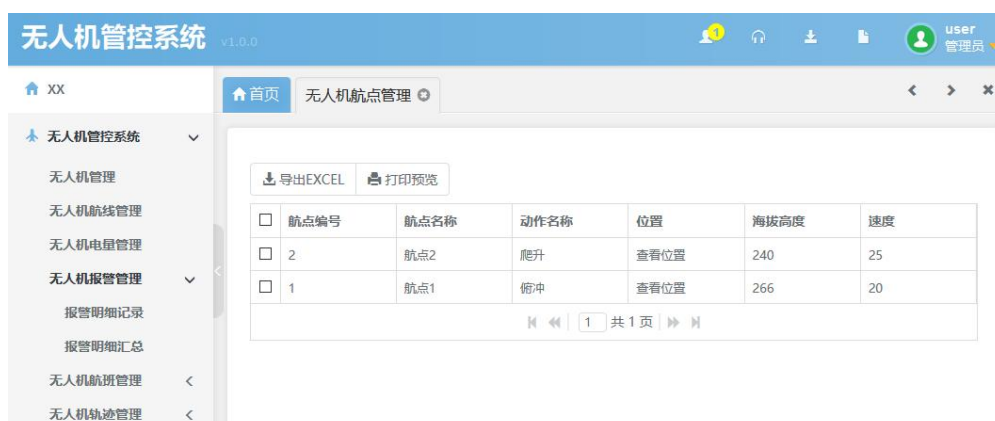 无人机管控系统 v1.0.0
1
user
管理员
XX
首页 无人机航点管理
无人机管控系统
无人机管理
无人机航线管理
无人机电量管理
无人机报警管理
报警明细记录
报警明细汇总
无人机航班管理
无人机轨迹管理
导出EXCEL 打印预览
航点编号 航点名称 动作名称 位置 海拔高度 速度
2 航点2 爬升 查看位置 240 25
1 航点1 俯冲 查看位置 266 20
1 共 1 页